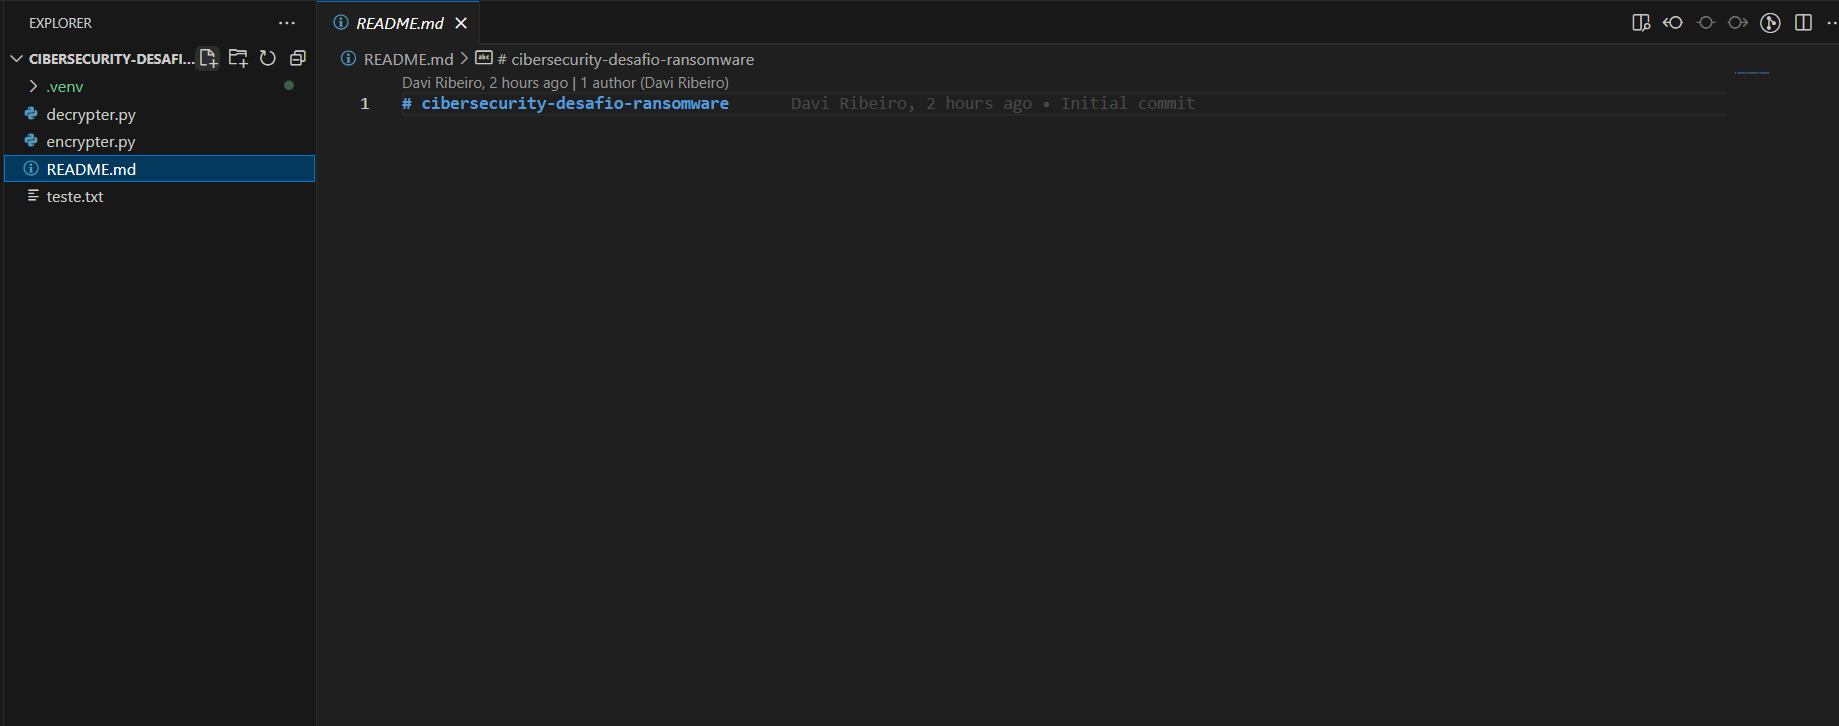 EXPLORER
CIBERSECURITY-DESAFI...
.venv
decrypter.py
encrypter.py
README.md
teste.txt
README.md
README.md > # cibersecurity-desafio-ransomware
Davi Ribeiro, 2 hours ago | 1 author (Davi Ribeiro)
1 # cibersecurity-desafio-ransomware Davi Ribeiro, 2 hours ago • Initial commit